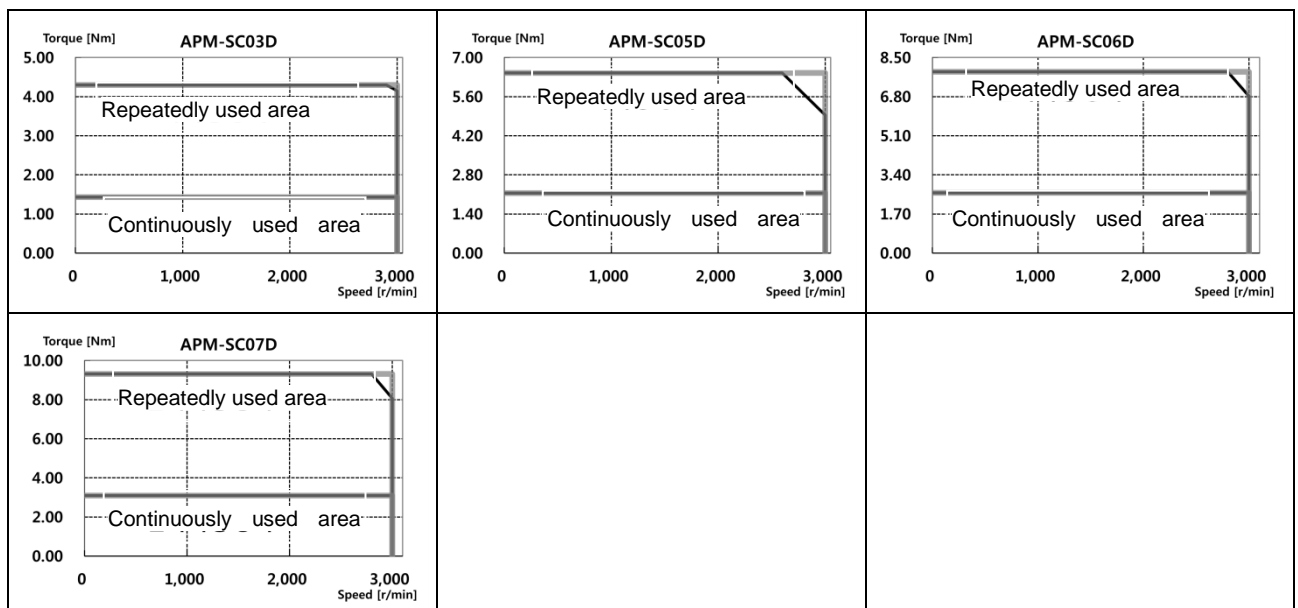 Torque [Nm] APM-SC03D
5.00
4.00
3.00
2.00
1.00
0.00
Repeatedly used area
Continuously used area
0 1,000 2,000 3,000
Speed [r/min]
Torque [Nm] APM-SC05D
7.00
5.60
4.20
2.80
1.40
0.00
Repeatedly used area
Continuously used area
0 1,000 2,000 3,000
Speed [r/min]
Torque [Nm] APM-SC06D
8.50
6.80
5.10
3.40
1.70
0.00
Repeatedly used area
Continuously used area
0 1,000 2,000 3,000
Speed [r/min]
Torque [Nm] APM-SC07D
10.00
8.00
6.00
4.00
2.00
0.00
Repeatedly used area
Continuously used area
0 1,000 2,000 3,000
Speed [r/min]